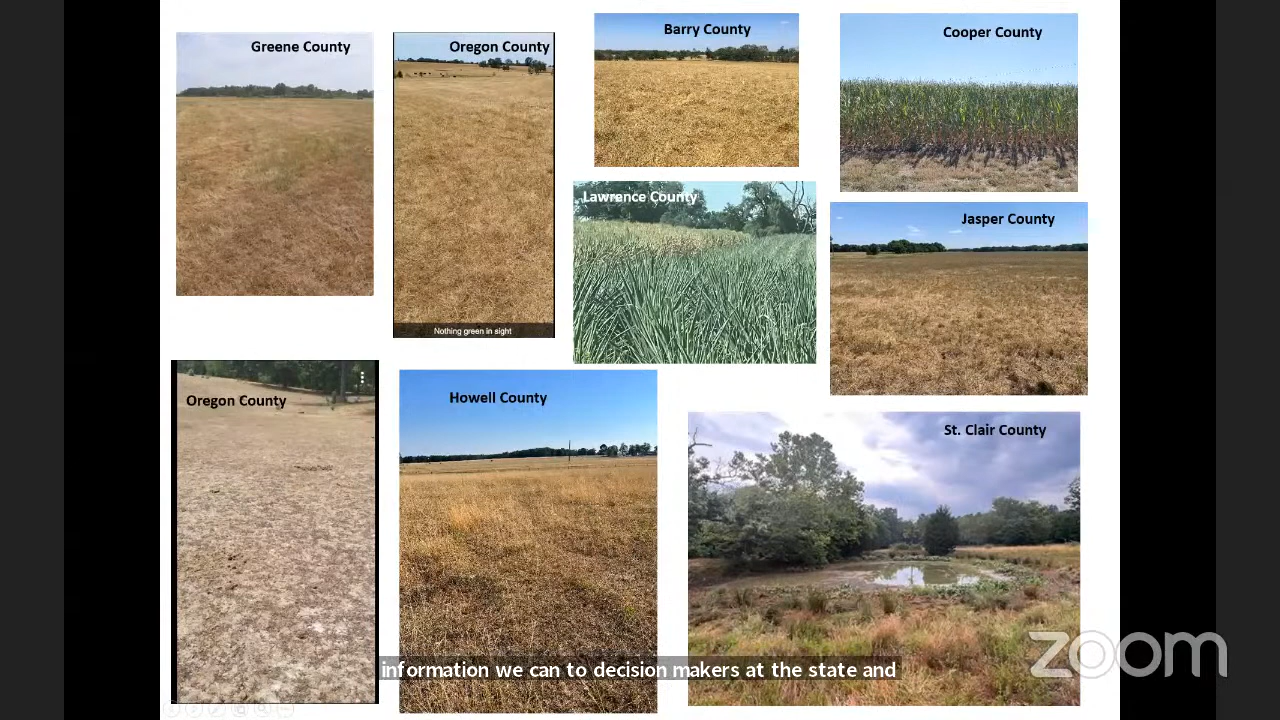 Greene County
Oregon County
Barry County
Cooper County
Lawrence County
Jasper County
Nothing green in sight
Oregon County
Howell County
St. Clair County
information we can to decision makers at the state and
zoom